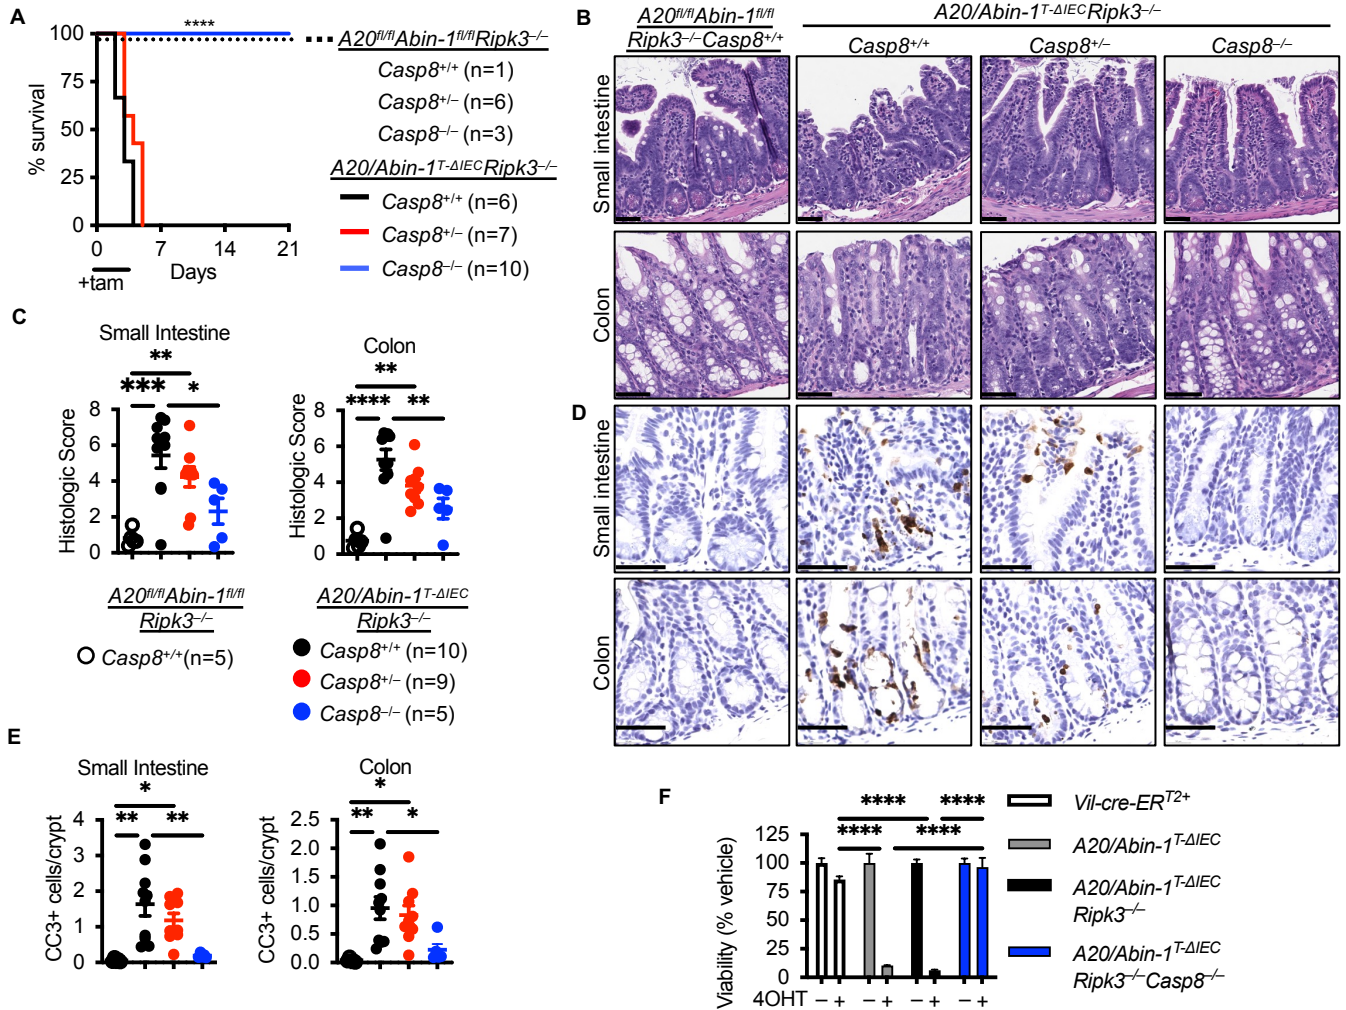 A
****
% survival
100
75
50
25
0
0 7 14 21
Days
+tam
A20fl/flAbin-1fl/flRipk3–/–
Casp8+/+ (n=1)
Casp8+/– (n=6)
Casp8–/– (n=3)
A20/Abin-1T-ΔIECRipk3–/–
Casp8+/+ (n=6)
Casp8+/– (n=7)
Casp8–/– (n=10)
B
A20fl/flAbin-1fl/fl
Ripk3–/–Casp8+/+
A20/Abin-1T-ΔIECRipk3–/–
Casp8+/+
Casp8+/–
Casp8–/–
Small intestine
Colon
C
Small Intestine
**
*** *
Histologic Score
8
6
4
2
0
Colon
**
**** **
Histologic Score
8
6
4
2
0
A20fl/flAbin-1fl/fl
Ripk3–/–
Casp8+/+ (n=5)
A20/Abin-1T-ΔIEC
Ripk3–/–
Casp8+/+ (n=10)
Casp8+/– (n=9)
Casp8–/– (n=5)
D
Small intestine
Colon
E
Small Intestine
*
** **
CC3+ cells/crypt
4
3
2
1
0
Colon
*
** *
CC3+ cells/crypt
2.5
2.0
1.5
1.0
0.5
0.0
F
**** ****
**** ****
Viability (% vehicle)
125
100
75
50
25
0
4OHT – + – + – + – +
Vil-cre-ERT2+
A20/Abin-1T-ΔIEC
A20/Abin-1T-ΔIEC
Ripk3–/–
A20/Abin-1T-ΔIEC
Ripk3–/–Casp8–/–